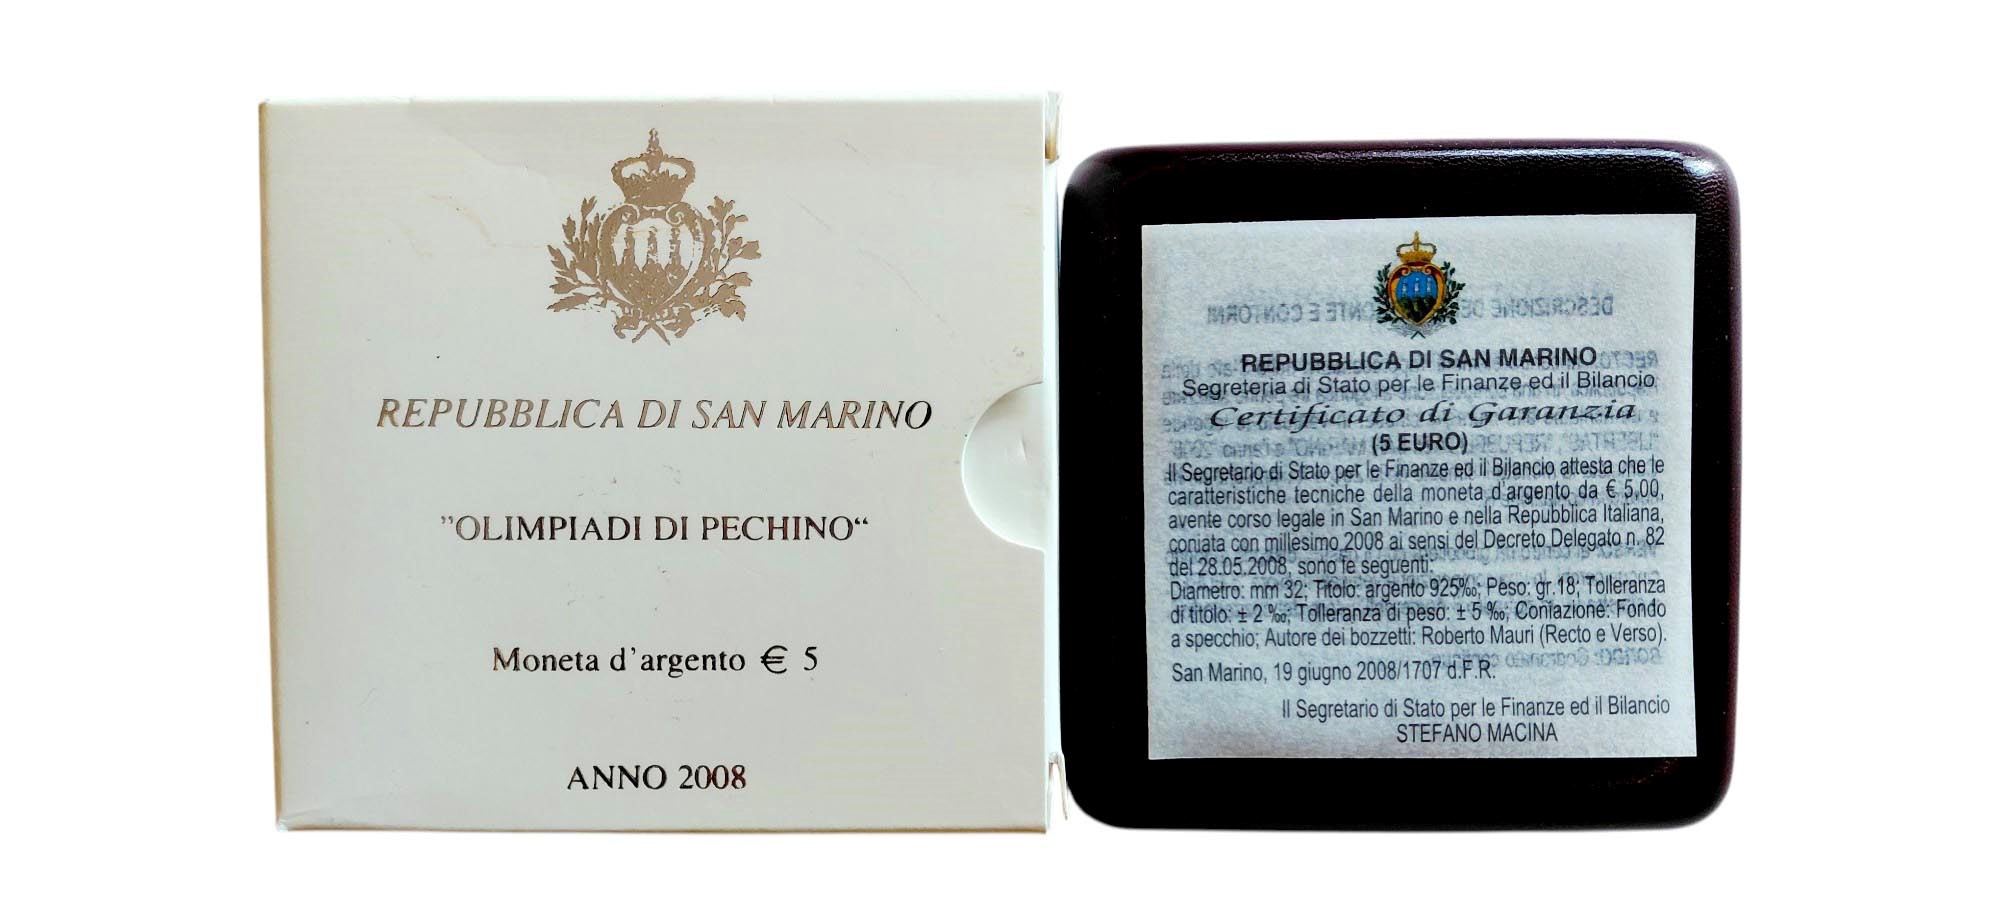 REPUBBLICA DI SAN MARINO
"OLIMPIADI DI PECHINO“
Moneta d'argento € 5
ANNO 2008
REPUBBLICA DI SAN MARINO
Segreteria di Stato per le Finanze ed il Bilancio
Certificato di Garanzia
(5 EURO)
Il Segretario di Stato per le Finanze ed il Bilancio attesta che le
caratteristiche tecniche della moneta d'argento da € 5,00,
avente corso legale in San Marino e nella Repubblica Italiana,
coniata con millesimo 2008 ai sensi del Decreto Delegato n. 82
del 28.05.2008, sono le seguenti:
Diametro: mm 32; Titolo: argento 925‰; Peso: gr.18; Tolleranza
di titolo: ± 2 ‰; Tolleranza di peso: ± 5 ‰; Coniazione: Fondo
a specchio; Autore dei bozzetti: Roberto Mauri (Recto e Verso).
San Marino, 19 giugno 2008/1707 d.F.R.
Il Segretario di Stato per le Finanze ed il Bilancio
STEFANO MACINA